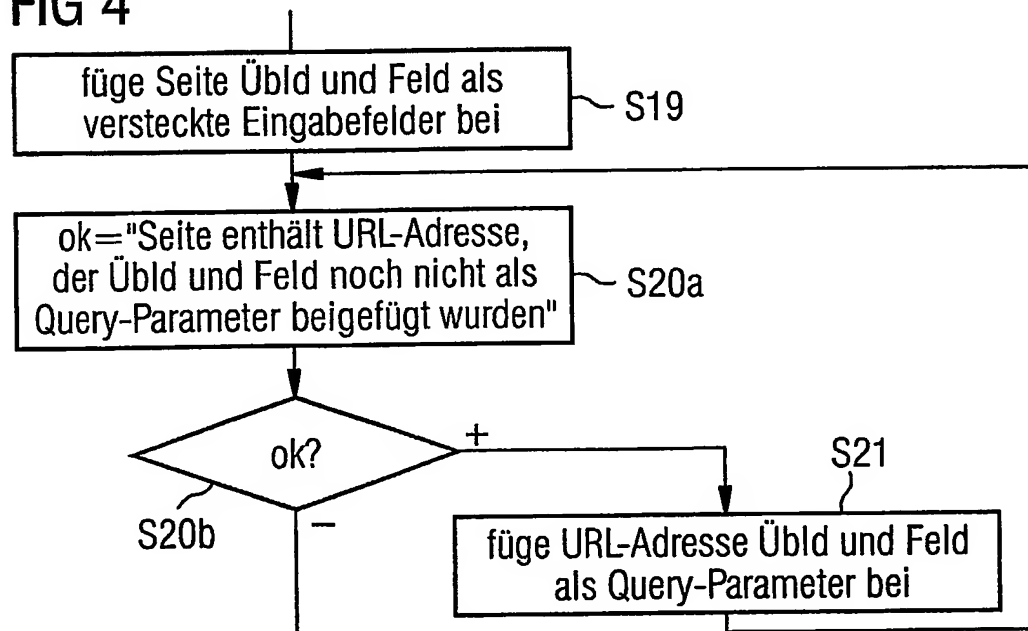 FIG 4
füge Seite ÜbId und Feld als
versteckte Eingabefelder bei
S19
ok="Seite enthält URL-Adresse,
der ÜbId und Feld noch nicht als
Query-Parameter beigefügt wurden"
S20a
ok?
+
S20b
–
S21
füge URL-Adresse ÜbId und Feld
als Query-Parameter bei